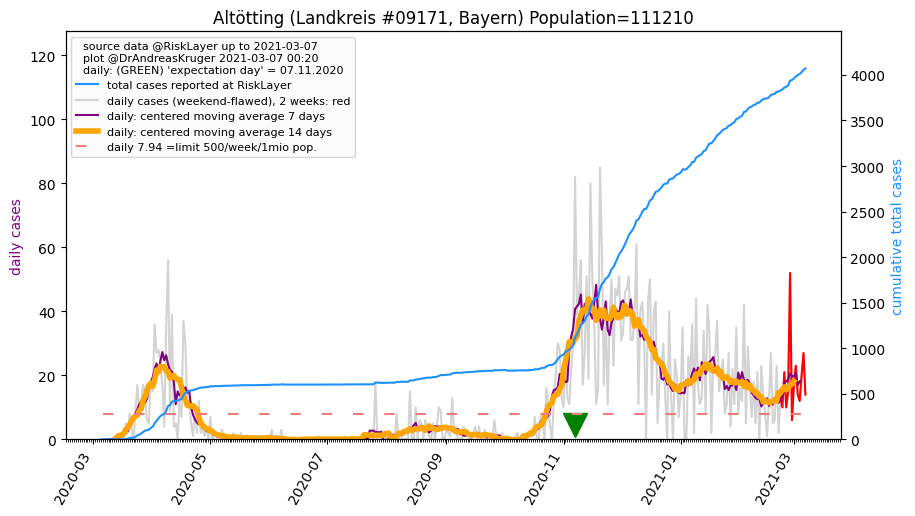 Altötting (Landkreis #09171, Bayern) Population=111210
source data @RiskLayer up to 2021-03-07
plot @DrAndreasKruger 2021-03-07 00:20
daily: (GREEN) 'expectation day' = 07.11.2020
total cases reported at RiskLayer
daily cases (weekend-flawed), 2 weeks: red
daily: centered moving average 7 days
daily: centered moving average 14 days
daily 7.94 =limit 500/week/1mio pop.
daily cases
120
100
80
60
40
20
0
cumulative total cases
4000
3500
3000
2500
2000
1500
1000
500
0
2020-03
2020-05
2020-07
2020-09
2020-11
2021-01
2021-03